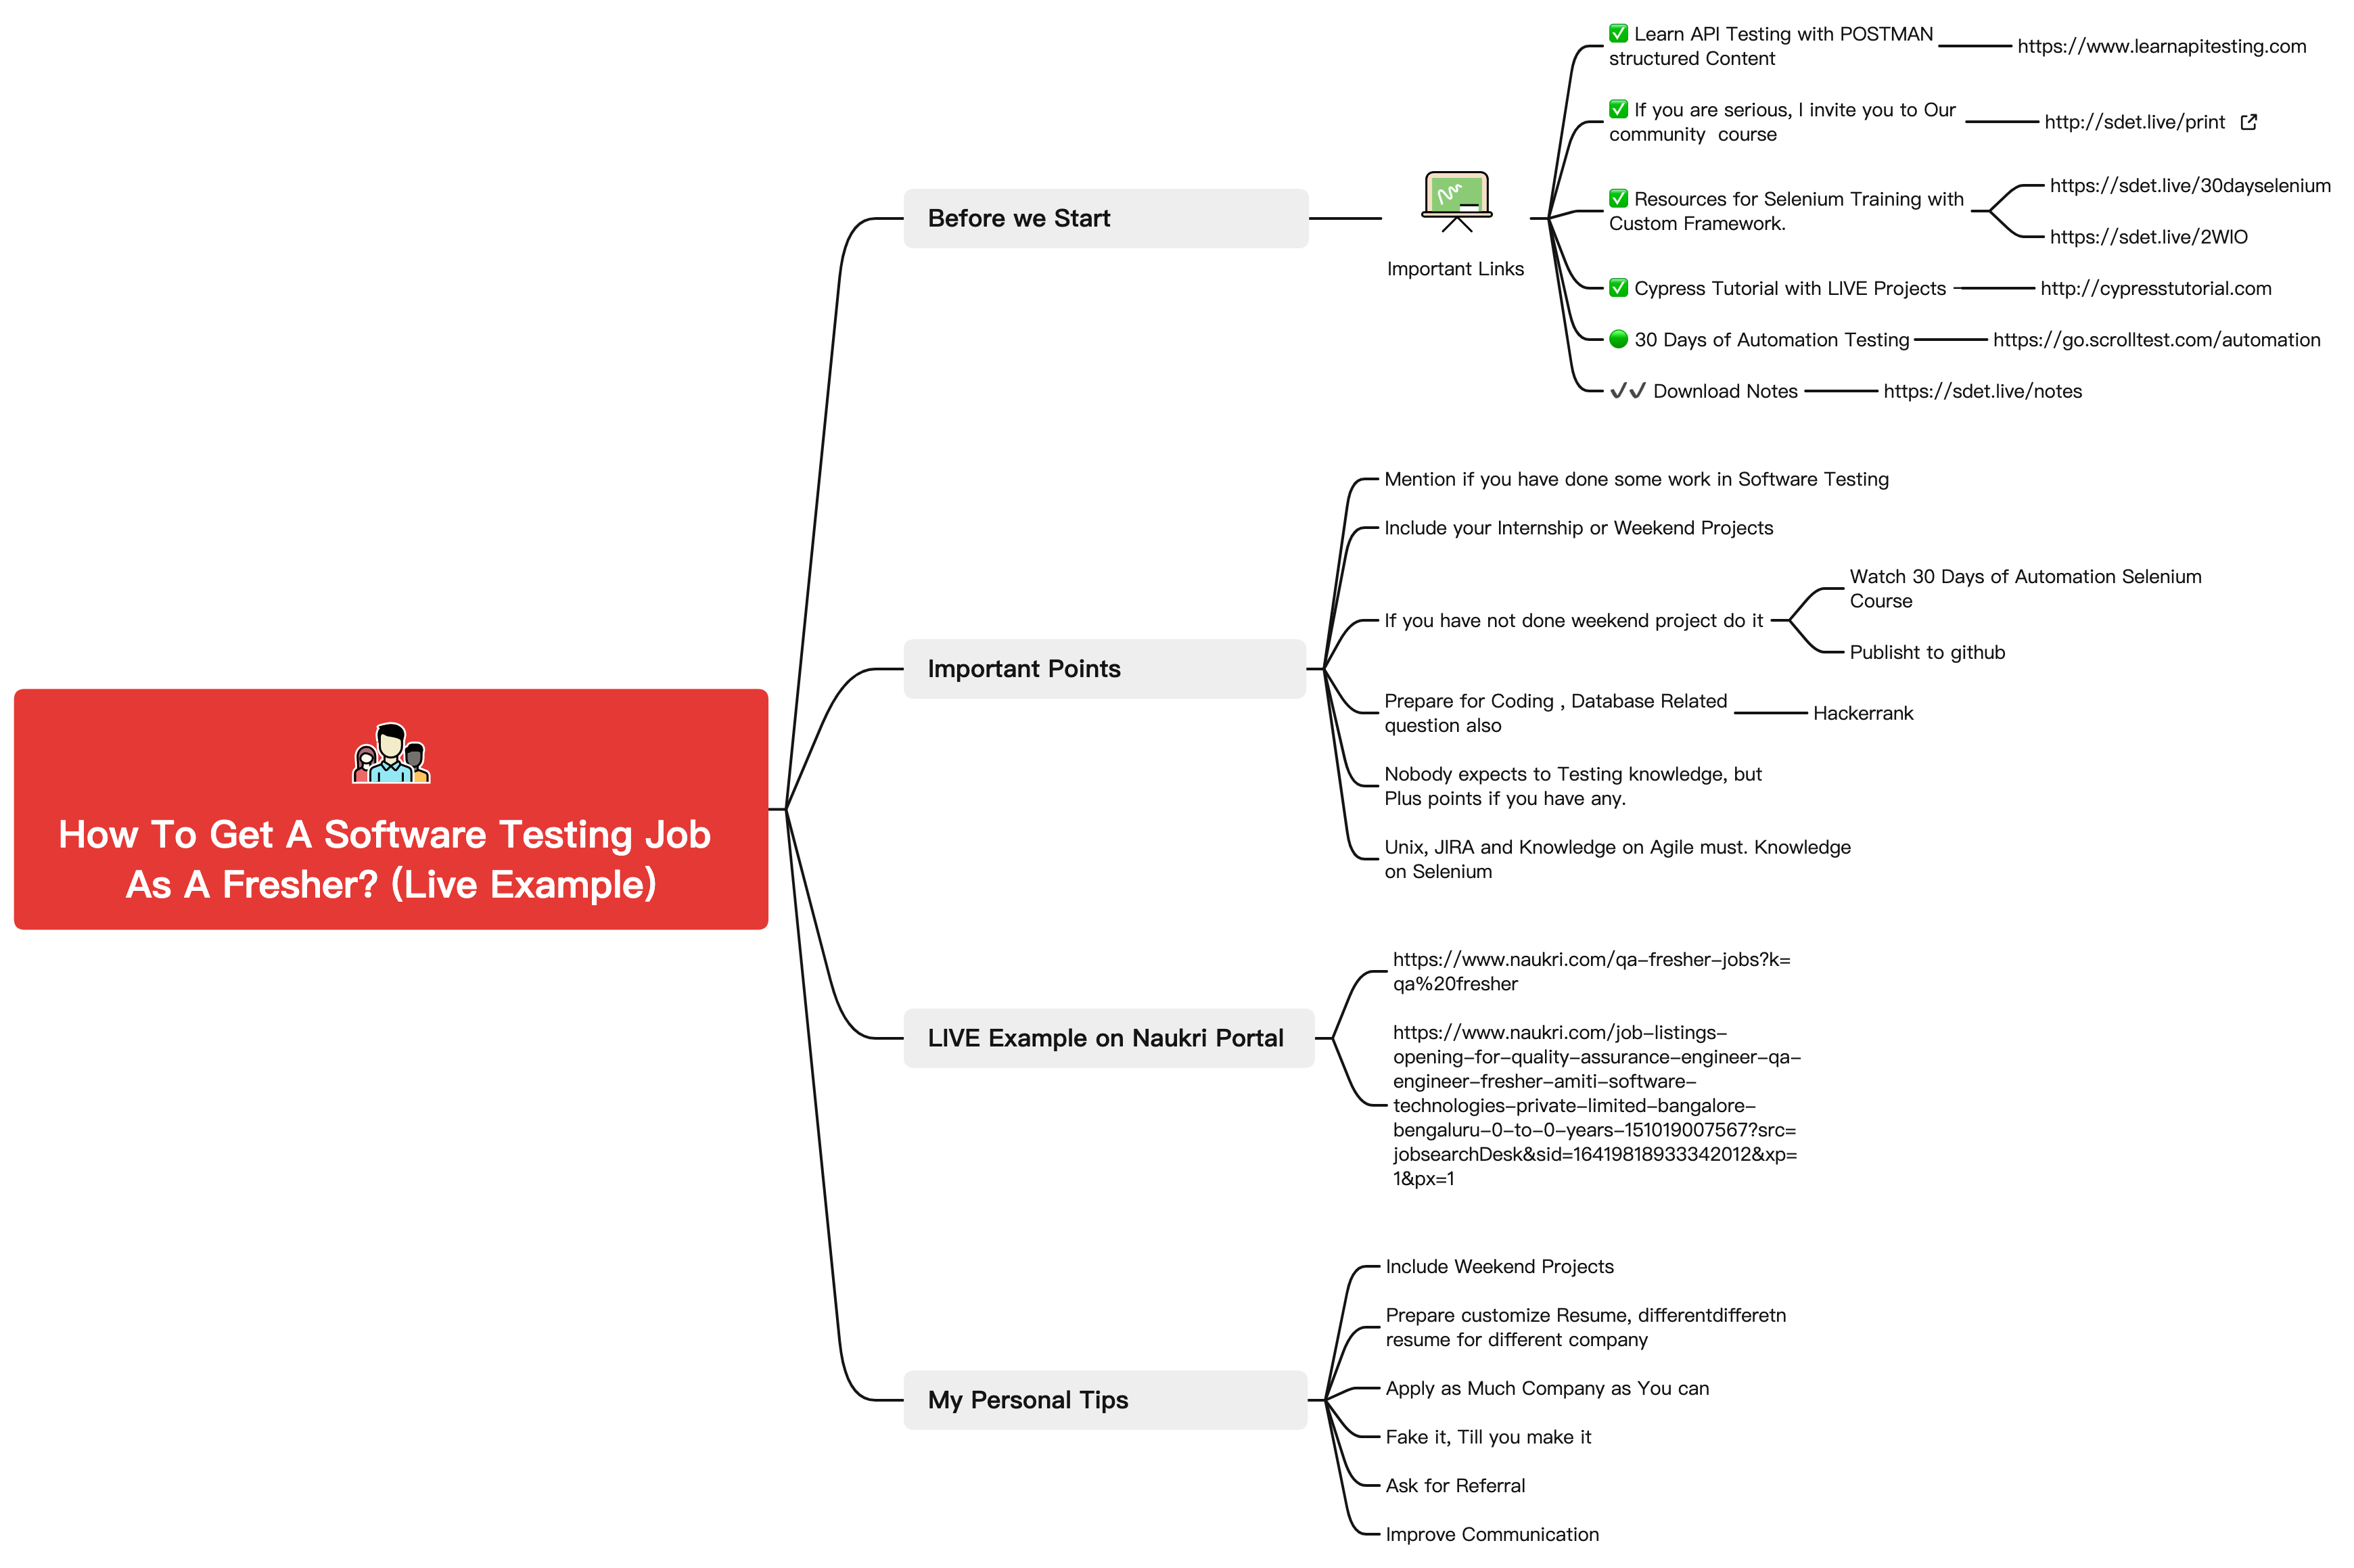 How To Get A Software Testing Job
As A Fresher? (Live Example)
Before we Start
Important Links
✅ Learn API Testing with POSTMAN
structured Content
https://www.learnapitesting.com
✅ If you are serious, I invite you to Our
community  course
http://sdet.live/print
✅ Resources for Selenium Training with
Custom Framework.
https://sdet.live/30dayselenium
https://sdet.live/2WIO
✅ Cypress Tutorial with LIVE Projects
http://cypresstutorial.com
🟢 30 Days of Automation Testing
https://go.scrolltest.com/automation
✔✔ Download Notes
https://sdet.live/notes
Important Points
Mention if you have done some work in Software Testing
Include your Internship or Weekend Projects
If you have not done weekend project do it
Watch 30 Days of Automation Selenium
Course
Publisht to github
Prepare for Coding , Database Related
question also
Hackerrank
Nobody expects to Testing knowledge, but
Plus points if you have any.
Unix, JIRA and Knowledge on Agile must. Knowledge
on Selenium
LIVE Example on Naukri Portal
https://www.naukri.com/qa-fresher-jobs?k=
qa%20fresher
https://www.naukri.com/job-listings-
opening-for-quality-assurance-engineer-qa-
engineer-fresher-amiti-software-
technologies-private-limited-bangalore-
bengaluru-0-to-0-years-151019007567?src=
jobsearchDesk&sid=16419818933342012&xp=
1&px=1
My Personal Tips
Include Weekend Projects
Prepare customize Resume, differentdifferetn
resume for different company
Apply as Much Company as You can
Fake it, Till you make it
Ask for Referral
Improve Communication